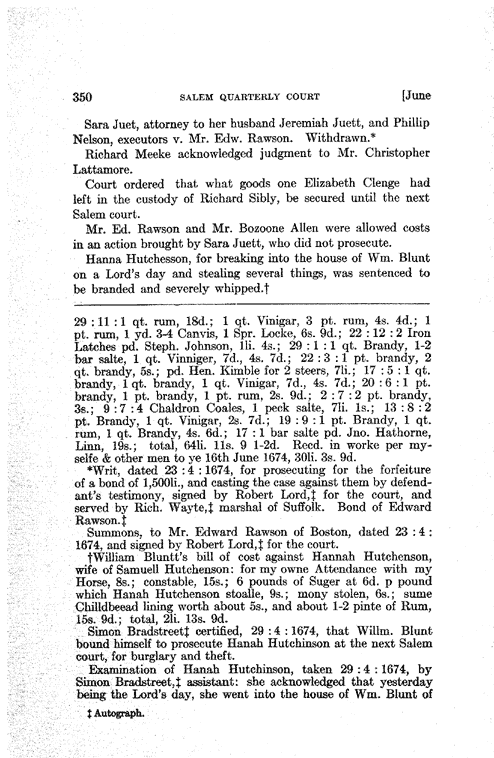 350 SALEM QUARTERLY COURT [June
Sara Juet, attorney to her husband Jeremiah Juett, and Phillip
Nelson, executors v. Mr. Edw. Rawson. Withdrawn.*
Richard Meeke acknowledged judgment to Mr. Christopher
Lattamore.
Court ordered that what goods one Elizabeth Clenge had
left in the custody of Richard Sibly, be secured until the next
Salem court.
Mr. Ed. Rawson and Mr. Bozoone Allen were allowed costs
in an action brought by Sara Juett, who did not prosecute.
Hanna Hutchesson, for breaking into the house of Wm. Blunt
on a Lord's day and stealing several things, was sentenced to
be branded and severely whipped.†
29 : 11 : 1 qt. rum, 18d.; 1 qt. Vinigar, 3 pt. rum, 4s. 4d.; 1
pt. rum, 1 yd. 3-4 Canvis, 1 Spr. Locke, 6s. 9d.; 22 : 12 : 2 Iron
Latches pd. Steph. Johnson, 1li. 4s.; 29 : 1 : 1 qt. Brandy, 1-2
bar salte, 1 qt. Vinniger, 7d., 4s. 7d.; 22 : 3 : 1 pt. brandy, 2
qt. brandy, 5s.; pd. Hen. Kimble for 2 steers, 7li.; 17 : 5 : 1 qt.
brandy, 1 qt. brandy, 1 qt. Vinigar, 7d., 4s. 7d.; 20 : 6 : 1 pt.
brandy, 1 pt. brandy, 1 pt. rum, 2s. 9d.; 2 : 7 : 2 pt. brandy,
3s.; 9 : 7 : 4 Chaldron Coales, 1 peck salte, 7li. 1s.; 13 : 8 : 2
pt. Brandy, 1 qt. Vinigar, 2s. 7d.; 19 : 9 : 1 pt. Brandy, 1 qt.
rum, 1 qt. Brandy, 4s. 6d.; 17 : 1 bar salte pd. Jno. Hathorne,
Linn, 19s.; total, 64li. 11s. 9 1-2d. Recd. in worke per my-
selfe & other men to ye 16th June 1674, 30li. 3s. 9d.
*Writ, dated 23 : 4 : 1674, for prosecuting for the forfeiture
of a bond of 1,500li., and casting the case against them by defend-
ant's testimony, signed by Robert Lord,‡ for the court, and
served by Rich. Wayte,‡ marshal of Suffolk. Bond of Edward
Rawson.‡
Summons, to Mr. Edward Rawson of Boston, dated 23 : 4 :
1674, and signed by Robert Lord,‡ for the court.
†William Bluntt's bill of cost against Hannah Hutchenson,
wife of Samuell Hutchenson: for my owne Attendance with my
Horse, 8s.; constable, 15s.; 6 pounds of Suger at 6d. p pound
which Hanah Hutchenson stoalle, 9s.; mony stolen, 6s.; sume
Chilldbeead lining worth about 5s., and about 1-2 pinte of Rum,
15s. 9d.; total, 2li. 13s. 9d.
Simon Bradstreet‡ certified, 29 : 4 : 1674, that Willm. Blunt
bound himself to prosecute Hanah Hutchinson at the next Salem
court, for burglary and theft.
Examination of Hanah Hutchinson, taken 29 : 4 : 1674, by
Simon Bradstreet,‡ assistant: she acknowledged that yesterday
being the Lord's day, she went into the house of Wm. Blunt of
‡ Autograph.